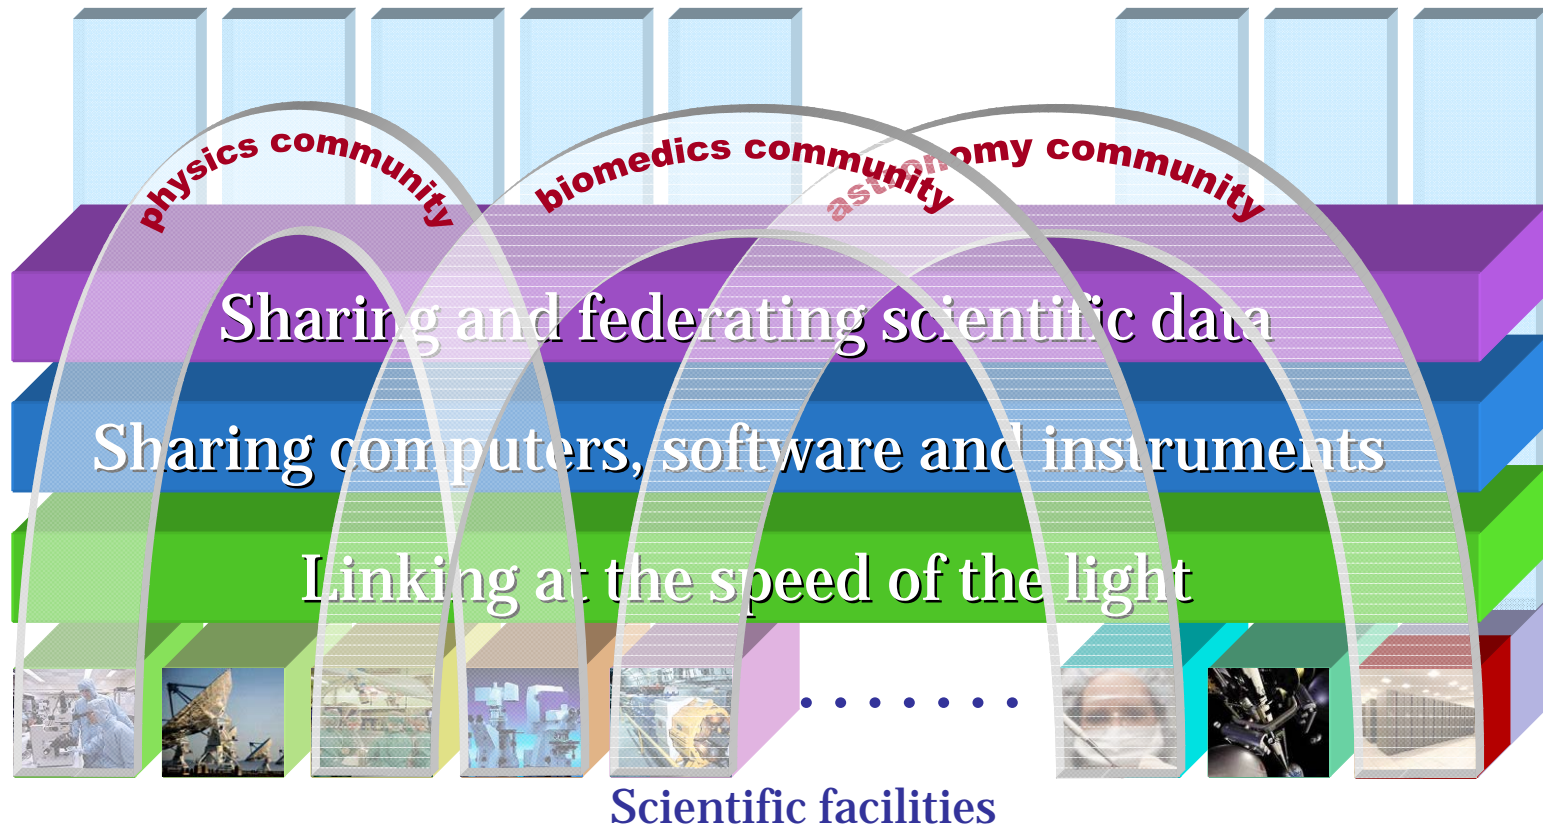 physics community
biomedics community
astronomy community
Sharing and federating scientific data
Sharing computers, software and instruments
Linking at the speed of the light
Scientific facilities